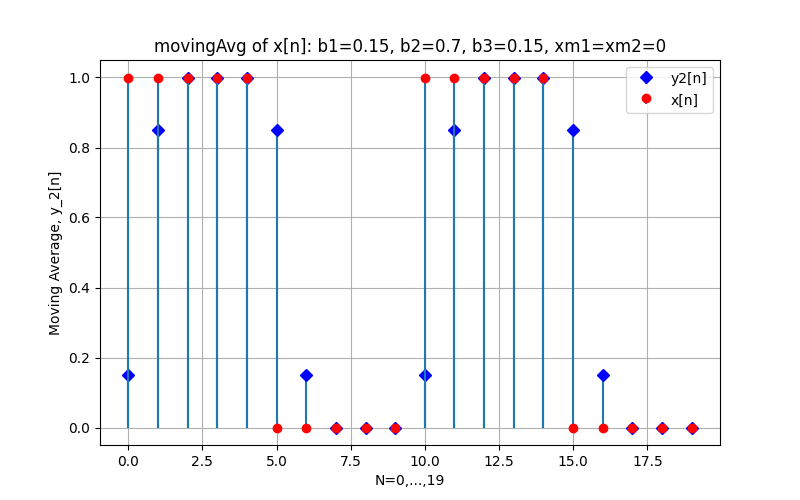 movingAvg of x[n]: b1=0.15, b2=0.7, b3=0.15, xm1=xm2=0
y2[n]
x[n]
Moving Average, y_2[n]
1.0
0.8
0.6
0.4
0.2
0.0
0.0 2.5 5.0 7.5 10.0 12.5 15.0 17.5
N=0,...,19